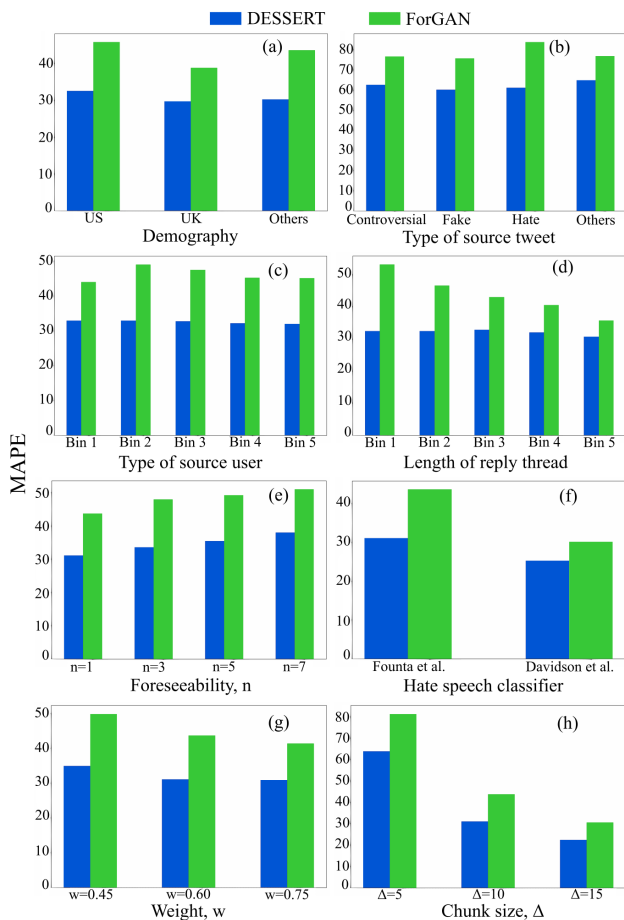 DESSERT ForGAN
MAPE
(a)
40
30
20
10
0
US UK Others
Demography
(b)
80
70
60
50
40
30
20
10
0
Controversial Fake Hate Others
Type of source tweet
(c)
50
40
30
20
10
0
Bin 1 Bin 2 Bin 3 Bin 4 Bin 5
Type of source user
(d)
50
40
30
20
10
0
Bin 1 Bin 2 Bin 3 Bin 4 Bin 5
Length of reply thread
(e)
50
40
30
20
10
0
n=1 n=3 n=5 n=7
Foreseeability, n
(f)
40
30
20
10
0
Founta et al. Davidson et al.
Hate speech classifier
(g)
50
40
30
20
10
0
w=0.45 w=0.60 w=0.75
Weight, w
(h)
80
70
60
50
40
30
20
10
0
Δ=5 Δ=10 Δ=15
Chunk size, Δ